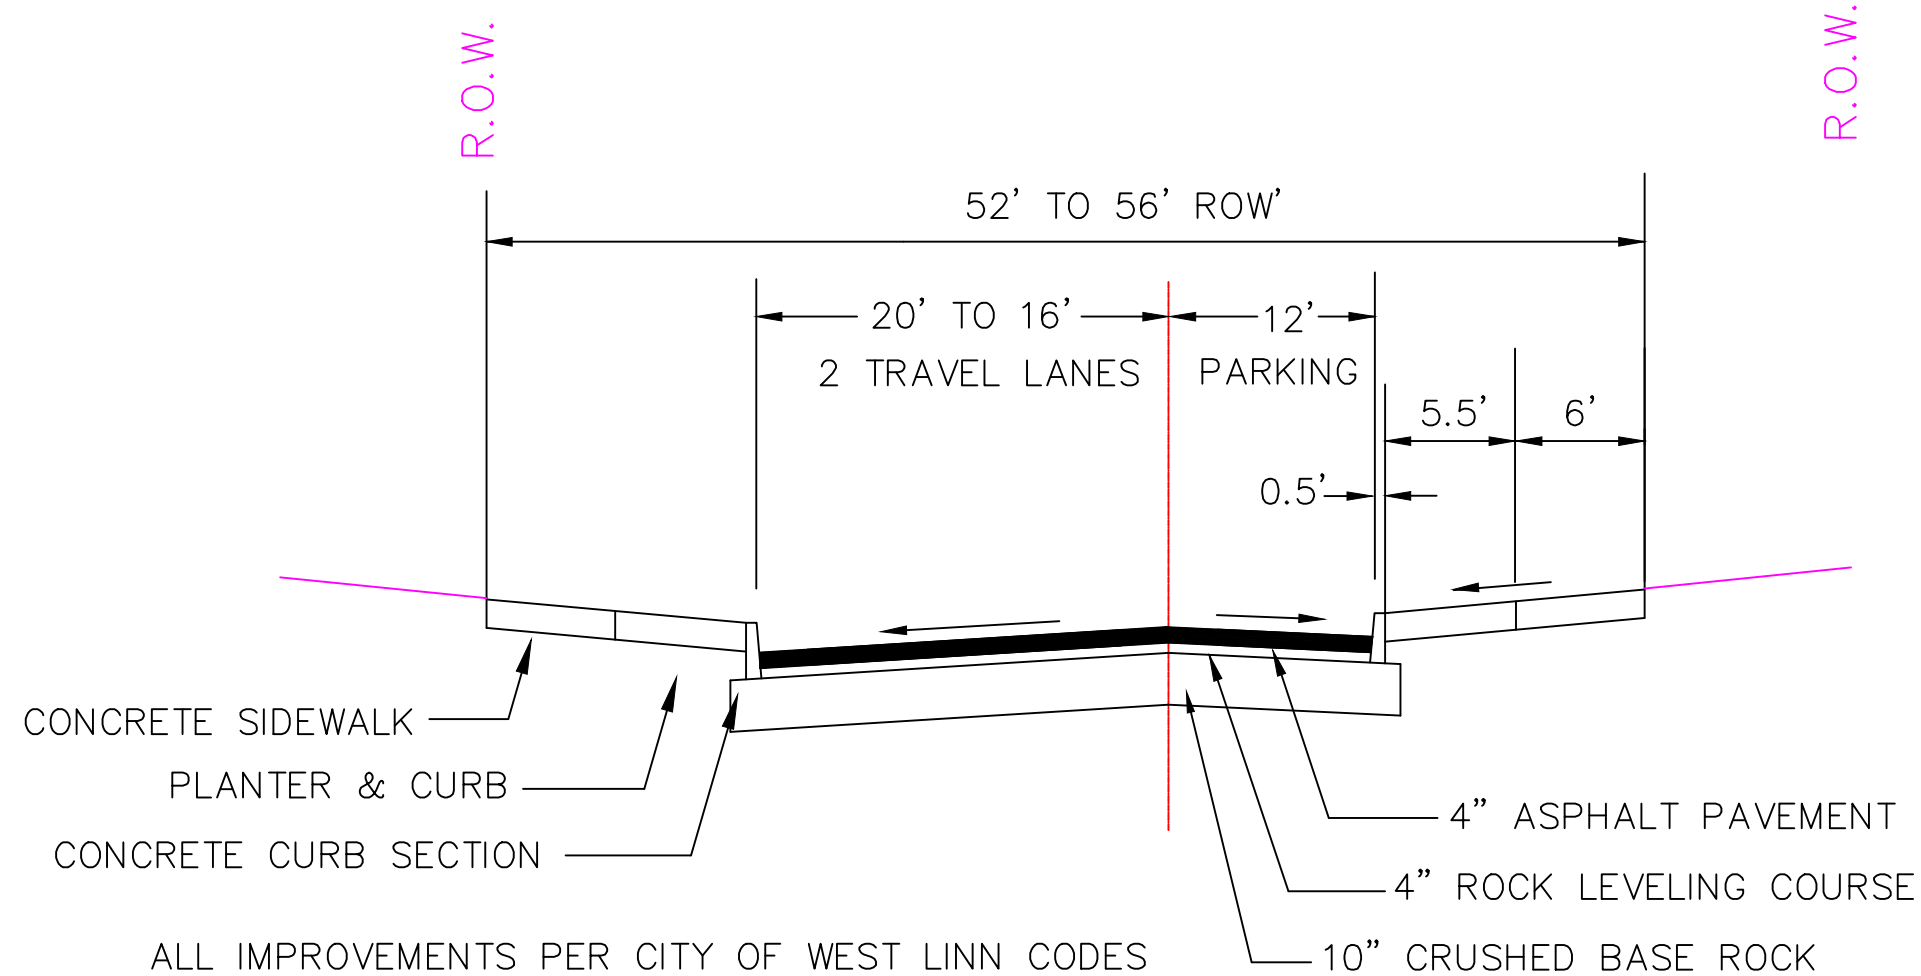 R.O.W.
R.O.W.
52' TO 56' ROW'
20' TO 16'
12'
2 TRAVEL LANES
PARKING
5.5'
6'
0.5'
CONCRETE SIDEWALK
PLANTER & CURB
CONCRETE CURB SECTION
4" ASPHALT PAVEMENT
4" ROCK LEVELING COURSE
10" CRUSHED BASE ROCK
ALL IMPROVEMENTS PER CITY OF WEST LINN CODES